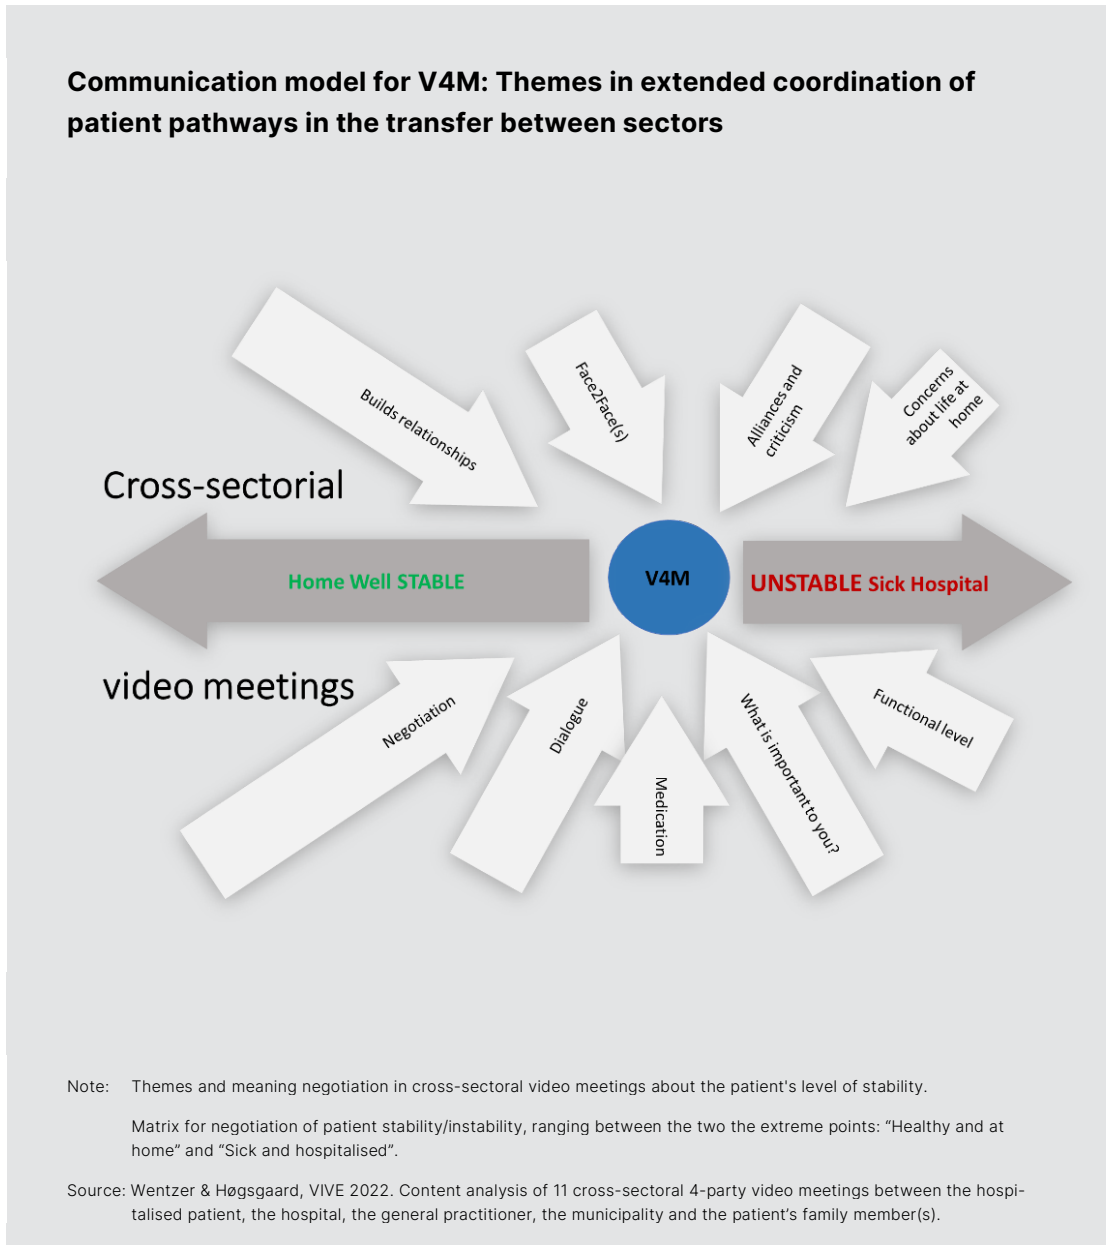 Communication model for V4M: Themes in extended coordination of
patient pathways in the transfer between sectors
Builds relationships
Face2Face(s)
Alliances and
criticism
Concerns
about life at
home
Cross-sectorial
Home Well STABLE
V4M
UNSTABLE Sick Hospital
video meetings
Negotiation
Dialogue
Medication
What is important to you?
Functional level
Note: Themes and meaning negotiation in cross-sectoral video meetings about the patient's level of stability.
Matrix for negotiation of patient stability/instability, ranging between the two the extreme points: “Healthy and at
home” and “Sick and hospitalised”.
Source: Wentzer & Høgsgaard, VIVE 2022. Content analysis of 11 cross-sectoral 4-party video meetings between the hospi-
talised patient, the hospital, the general practitioner, the municipality and the patient’s family member(s).